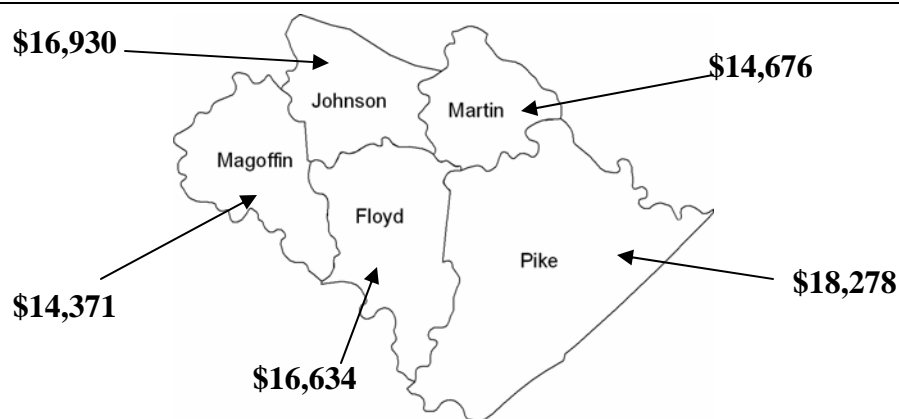 $16,930
$14,676
Johnson
Martin
Magoffin
Floyd
Pike
$18,278
$14,371
$16,634